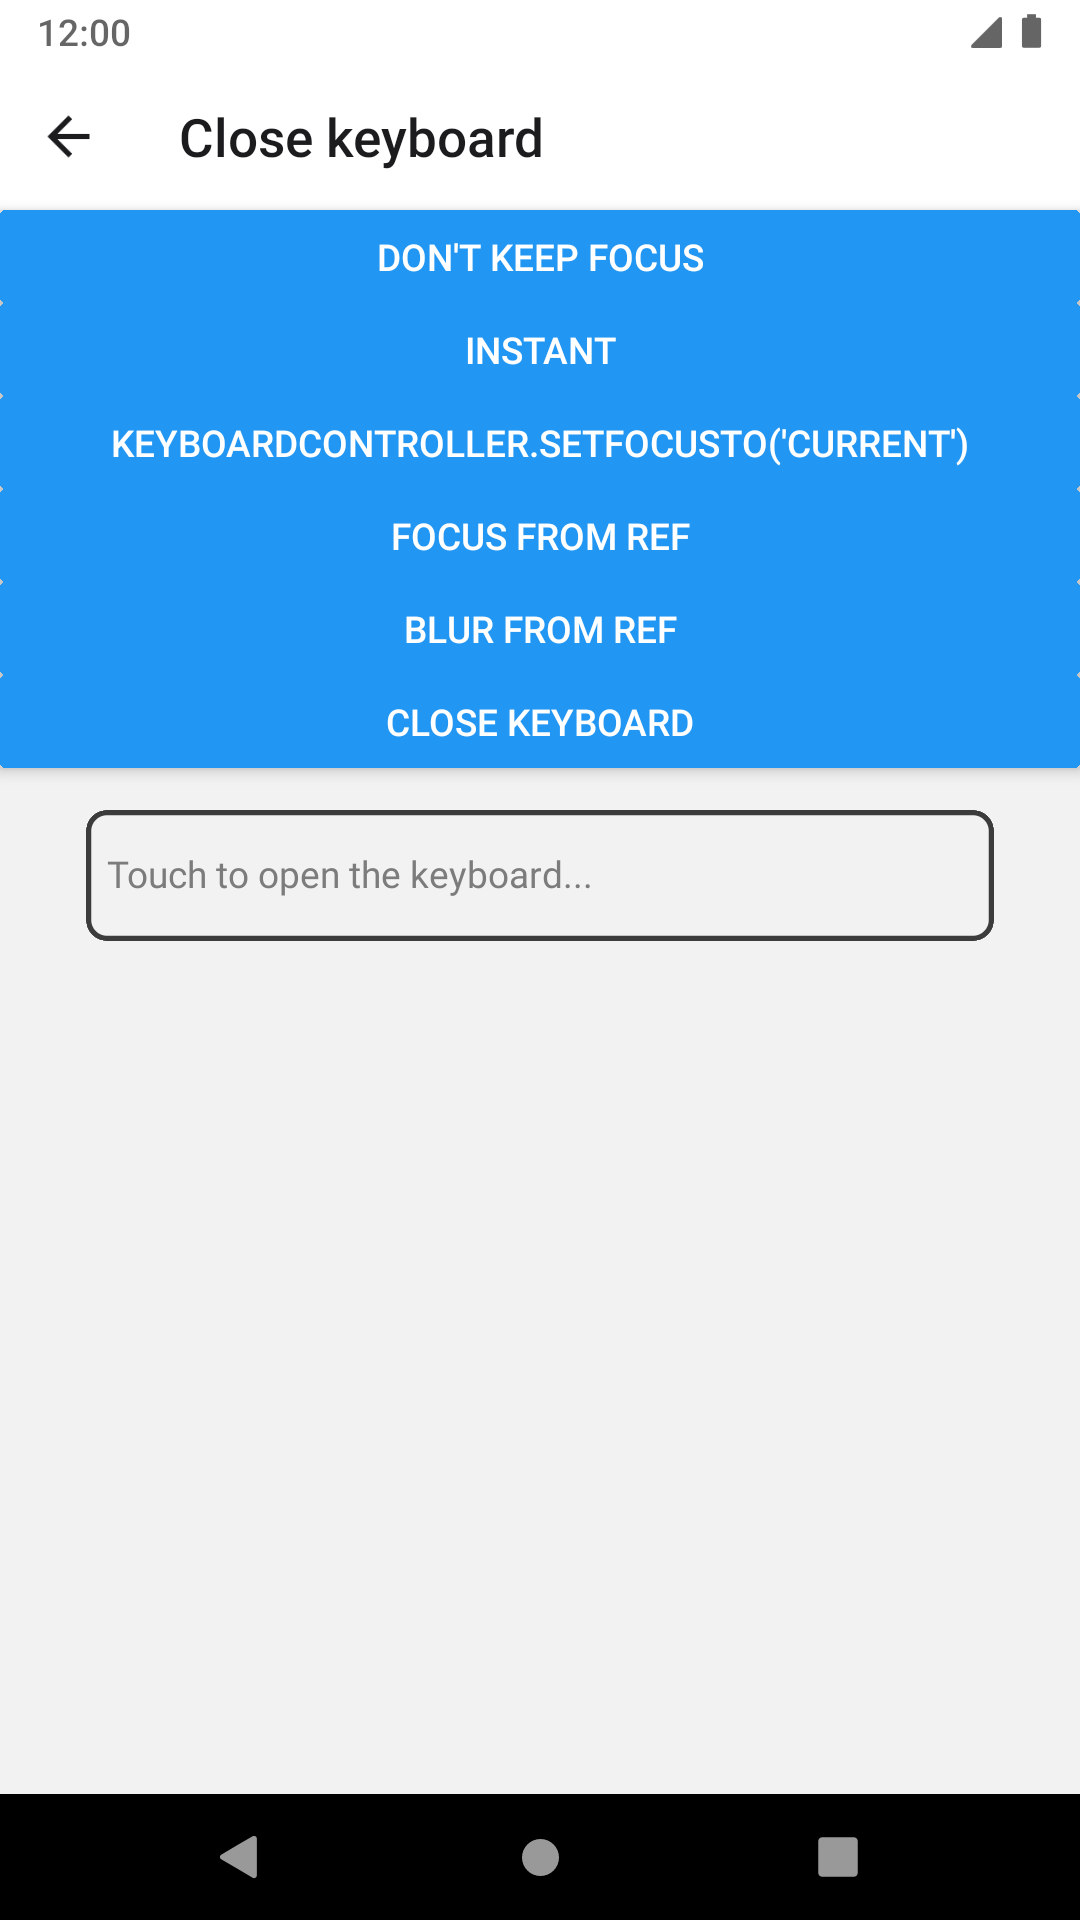 12:00
Close keyboard
DON'T KEEP FOCUS
INSTANT
KEYBOARDCONTROLLER.SETFOCUSTO('CURRENT')
FOCUS FROM REF
BLUR FROM REF
CLOSE KEYBOARD
Touch to open the keyboard...